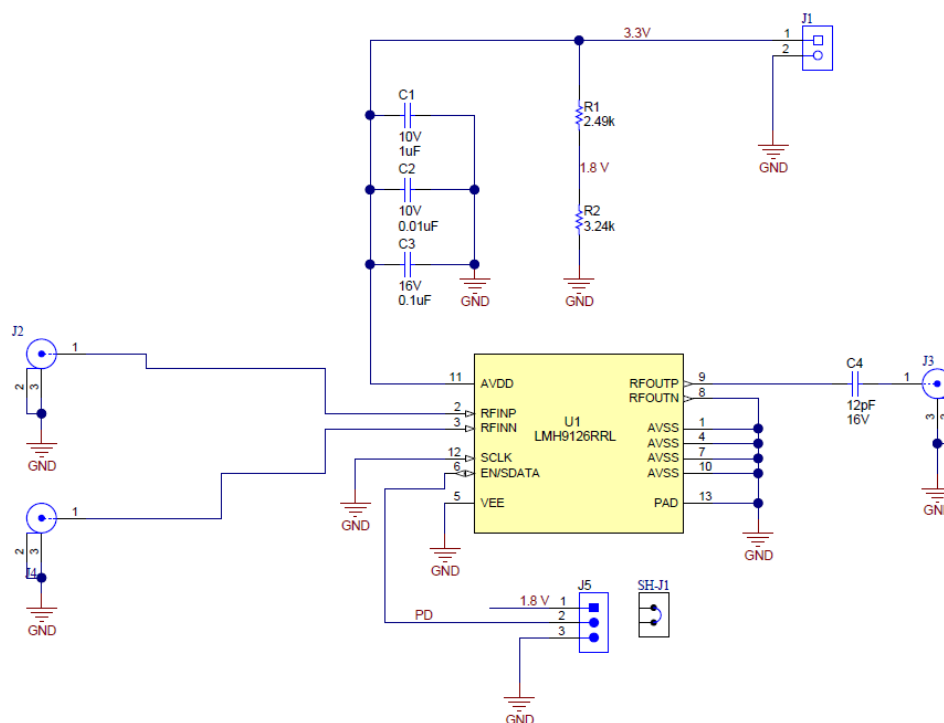 J1
3.3V
1
2
GND
C1
10V
1uF
R1
2.49k
C2
10V
0.01uF
1.8 V
C3
16V
0.1uF
R2
3.24k
GND
GND
J2
1
2
3
GND
11
AVDD
2
RFINP
3
RFINN
12
SCLK
6
EN/SDATA
5
VEE
U1
LMH9126RRL
RFOUTP
9
RFOUTN
8
AVSS
1
AVSS
4
AVSS
7
AVSS
10
PAD
13
C4
12pF
16V
J3
1
3
2
GND
GND
GND
GND
1
2
3
J4
GND
J5
SH-J1
1.8 V
1
PD
2
3
GND